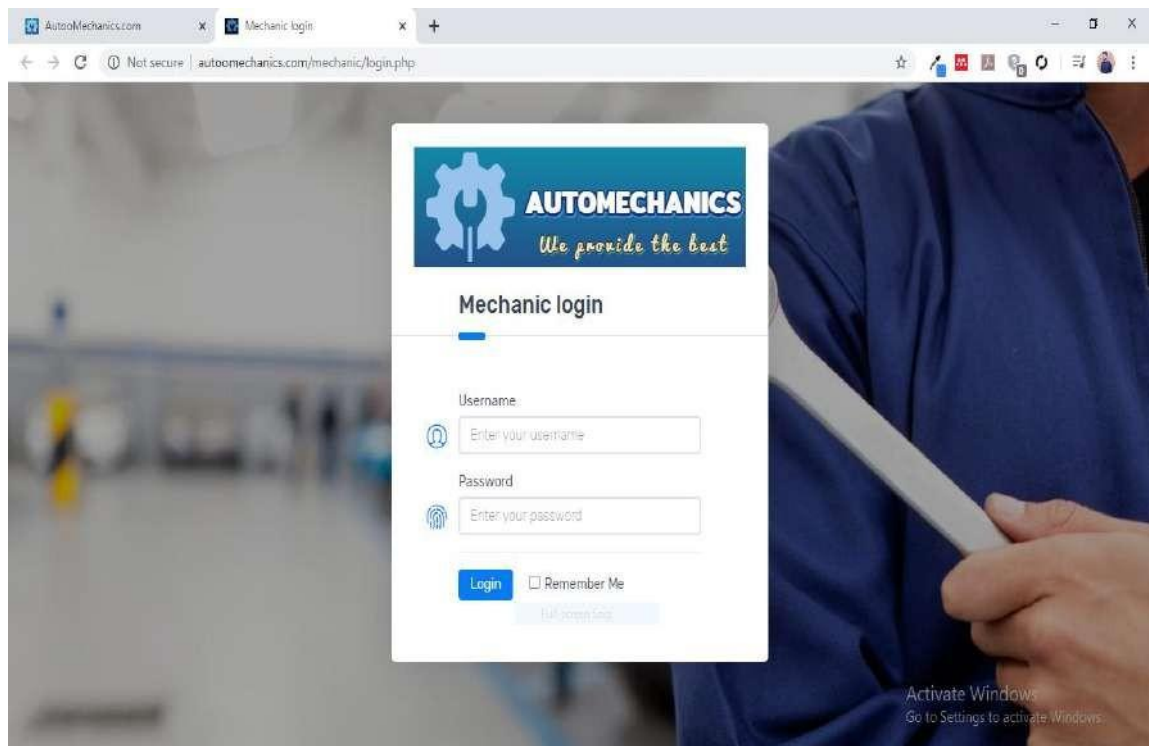 AutooMechanics.com
Mechanic login
Not secure autoomechanics.com/mechanic/login.php
AUTOMECHANICS
We provide the best
Mechanic login
Username
Enter your username
Password
Enter your password
Login
Remember Me
Activate Windows
Go to Settings to activate Windows.